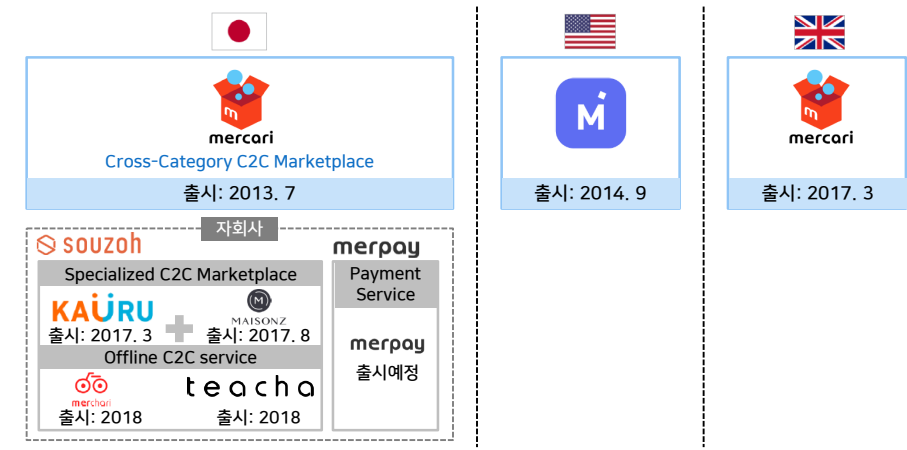 mercari
Cross-Category C2C Marketplace
출시: 2013. 7
M
출시: 2014. 9
m
mercari
출시: 2017. 3
자회사
souzoh
merpay
Specialized C2C Marketplace
KAURU
출시: 2017. 3
M
MAISONZ
출시: 2017. 8
Offline C2C service
merchari
출시: 2018
teacha
출시: 2018
Payment
Service
merpay
출시예정